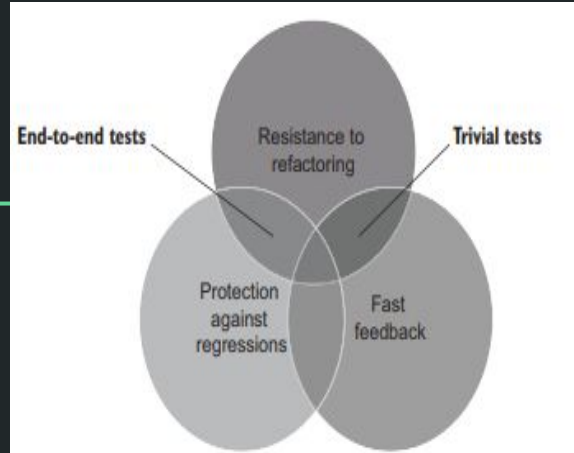 End-to-end tests
Resistance to
refactoring
Trivial tests
Protection
against
regressions
Fast
feedback